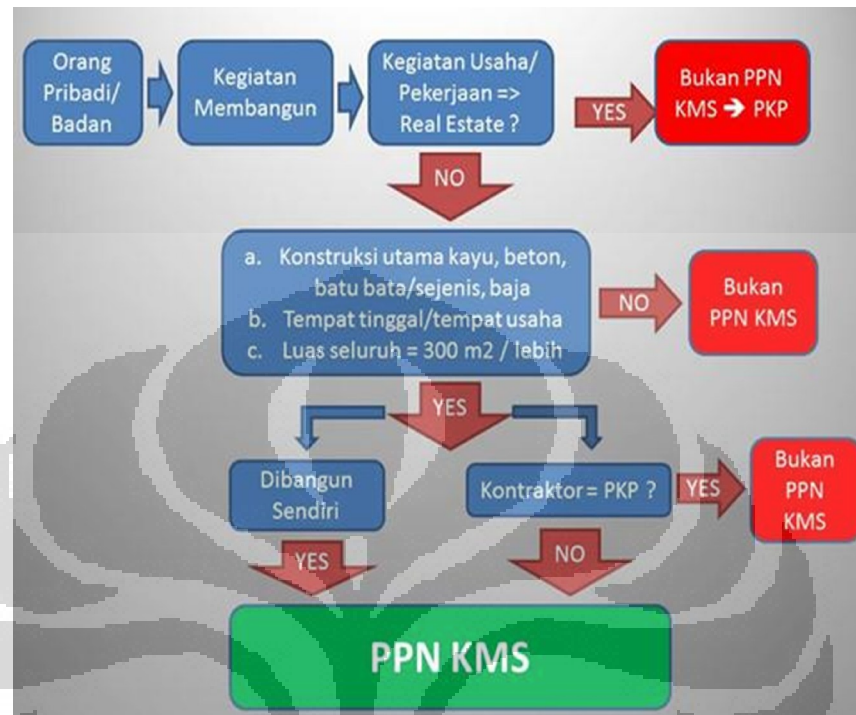 Orang
Pribadi/
Badan
Kegiatan
Membangun
Kegiatan Usaha/
Pekerjaan =>
Real Estate ?
YES
Bukan PPN
KMS ➔ PKP
NO
a. Konstruksi utama kayu, beton,
batu bata/sejenis, baja
b. Tempat tinggal/tempat usaha
c. Luas seluruh = 300 m2 / lebih
NO
Bukan
PPN KMS
YES
Dibangun
Sendiri
Kontraktor = PKP ?
YES
Bukan
PPN
KMS
YES
NO
PPN KMS